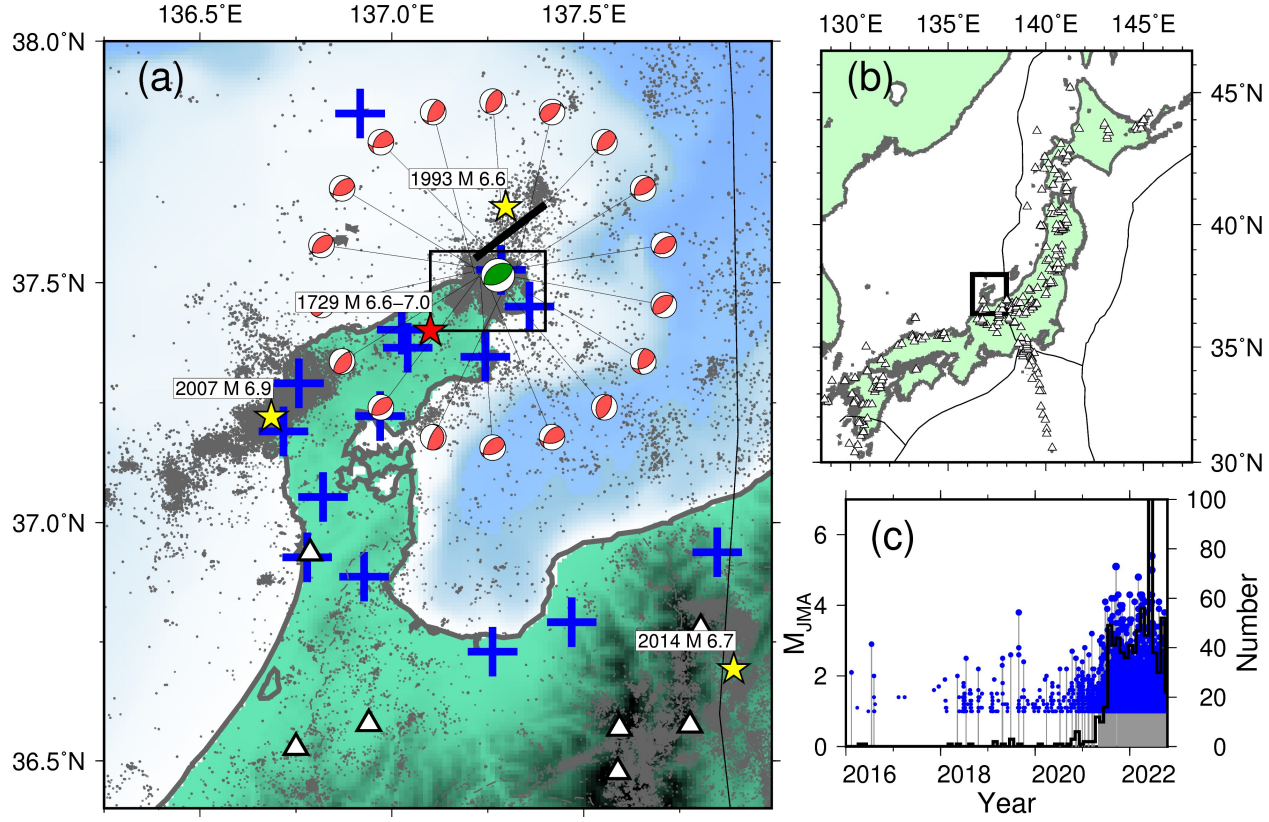 136.5˚E 137.0˚E 137.5˚E
38.0˚N
37.5˚N
37.0˚N
36.5˚N
(a)
1993 M 6.6
1729 M 6.6–7.0
2007 M 6.9
2014 M 6.7
130˚E 135˚E 140˚E 145˚E
(b)
45˚N
40˚N
35˚N
30˚N
(c)
6
4
2
0
MJMA
100
80
60
40
20
0
Number
2016 2018 2020 2022
Year